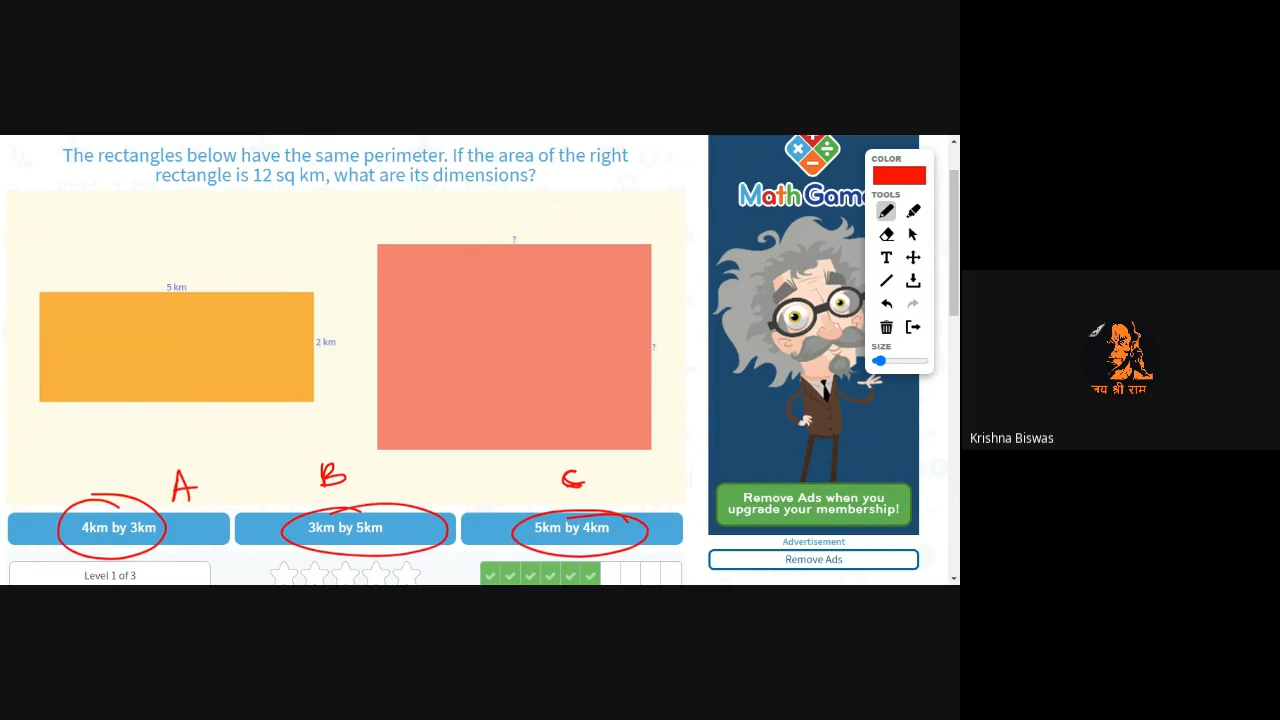 The rectangles below have the same perimeter. If the area of the right
rectangle is 12 sq km, what are its dimensions?
5 km
2 km
?
?
A
B
C
4km by 3km
3km by 5km
5km by 4km
Level 1 of 3
Math Game
Remove Ads when you
upgrade your membership!
Advertisement
Remove Ads
COLOR
TOOLS
T
SIZE
जय श्री राम
Krishna Biswas